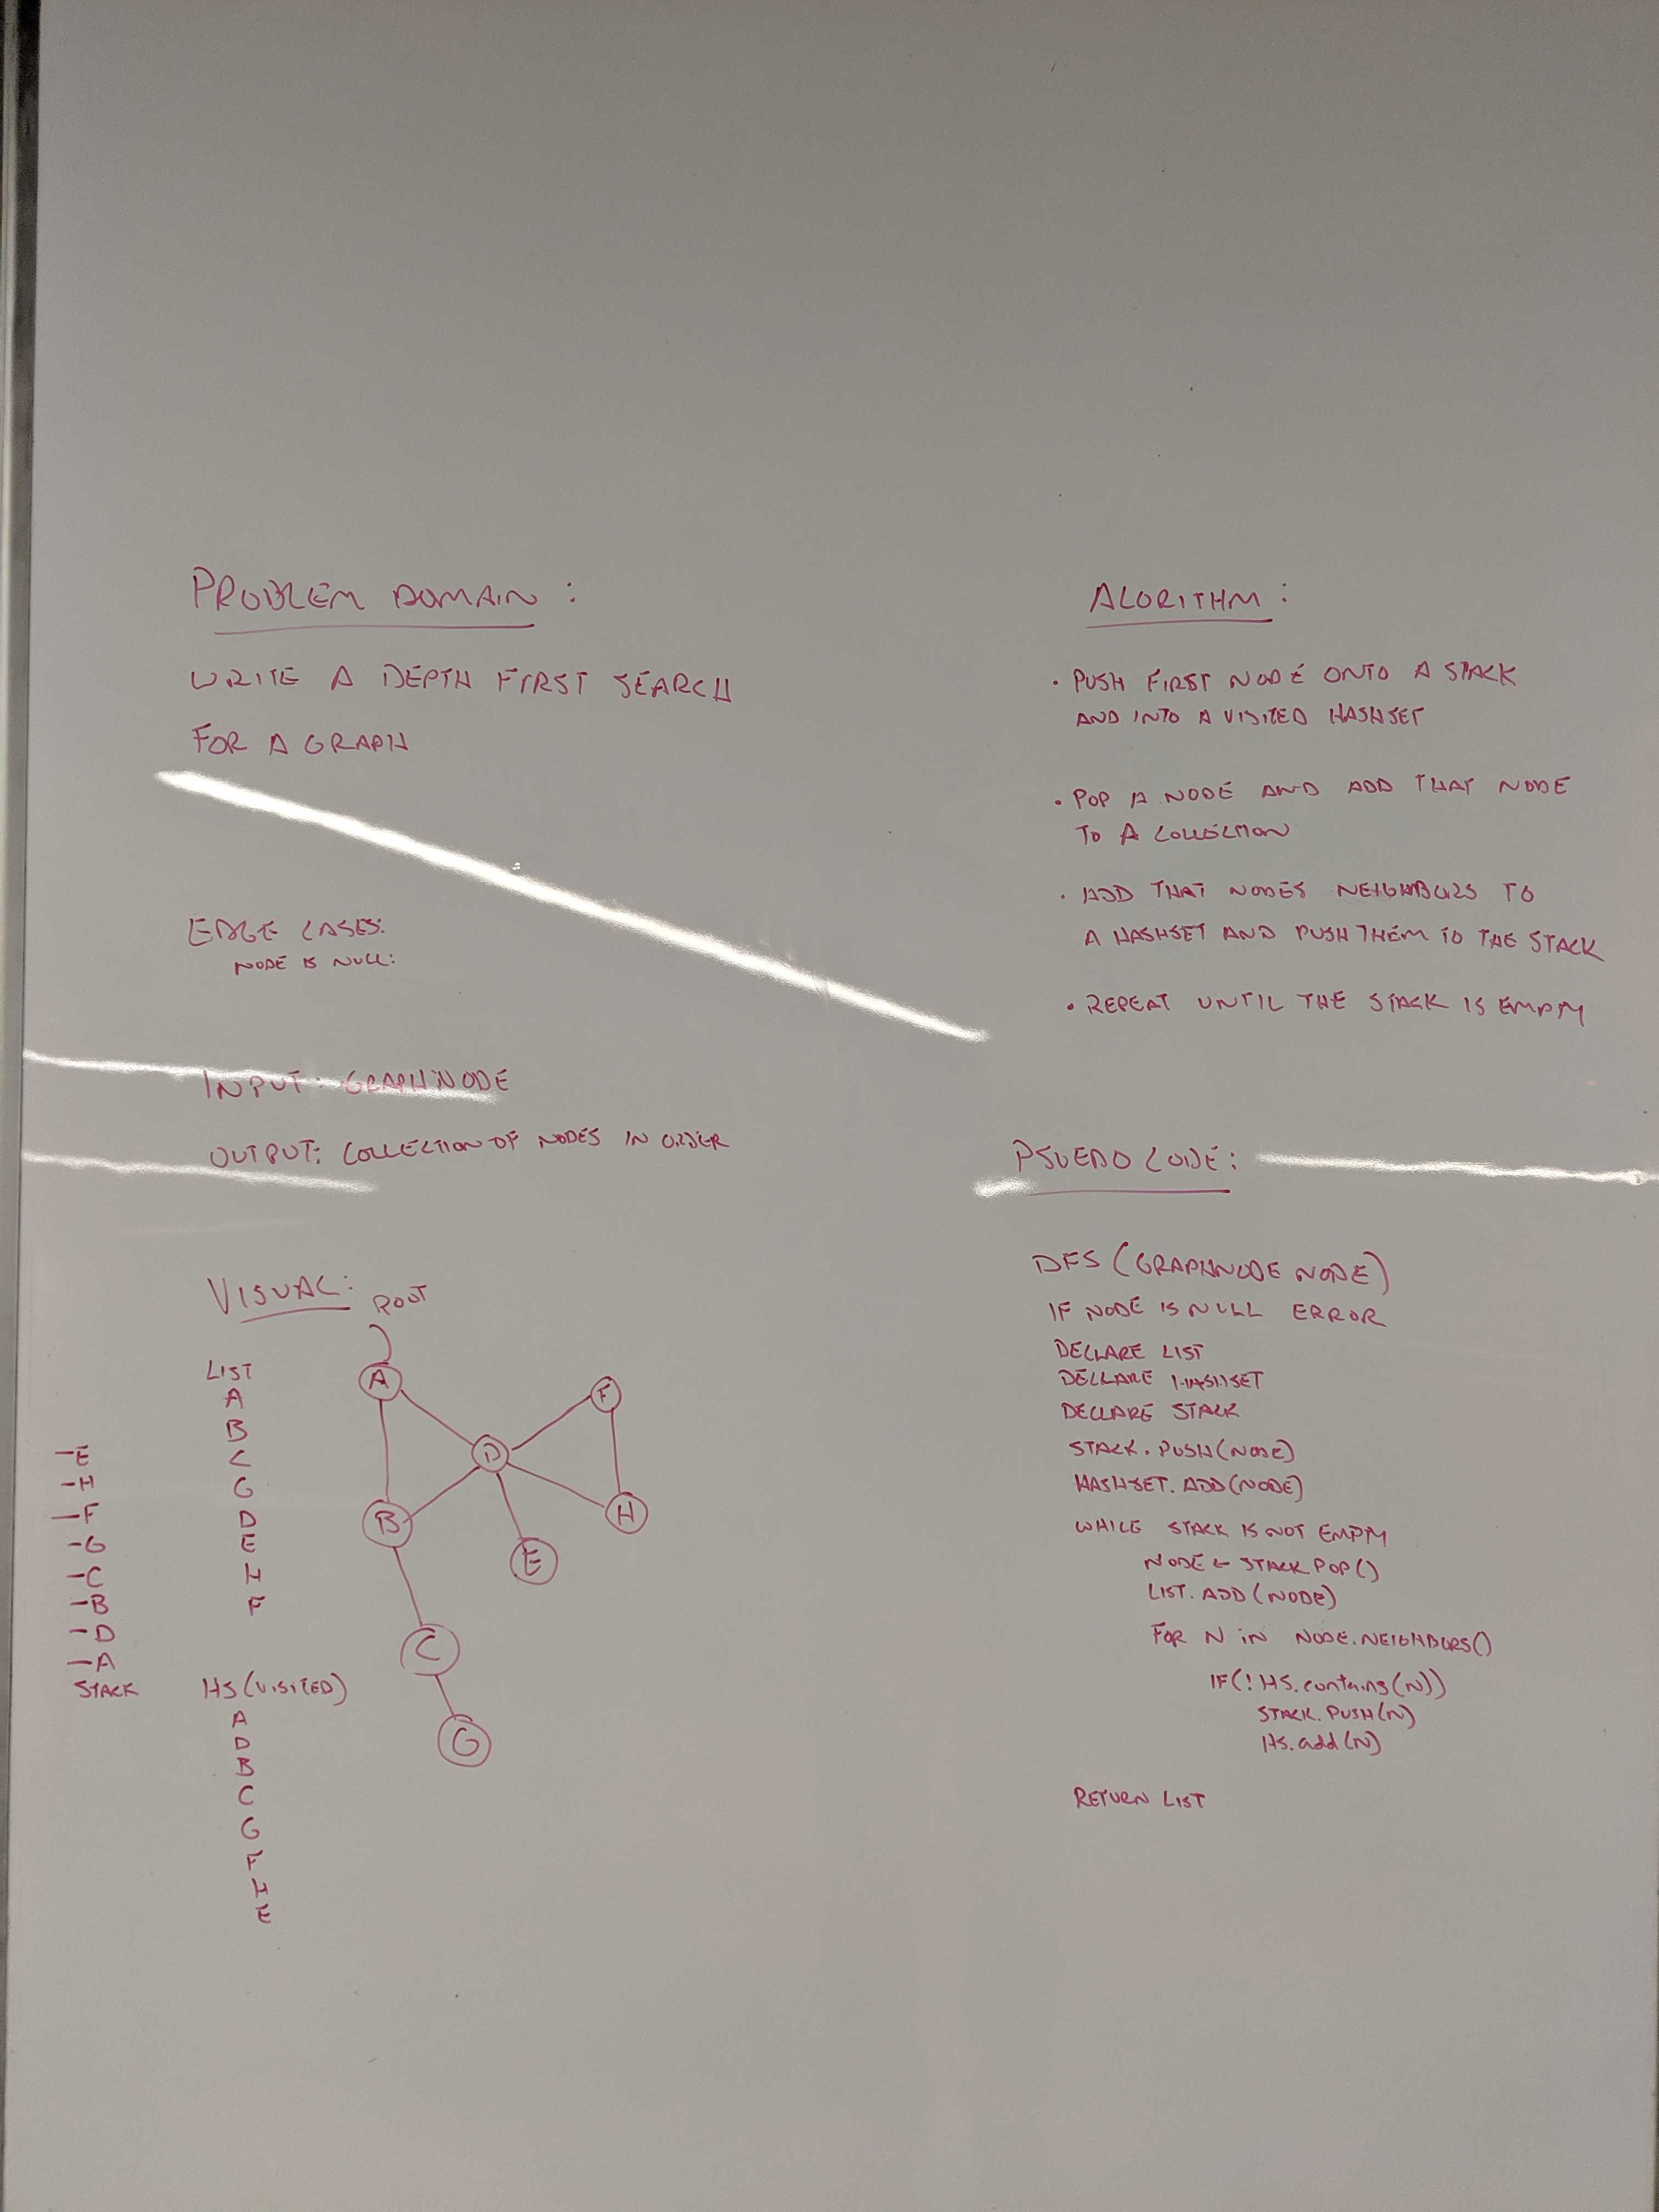 PROBLEM DOMAIN:
WRITE A DEPTH FIRST SEARCH
FOR A GRAPH
EDGE CASES:
NODE IS NULL:
INPUT: GRAPHNODE
OUTPUT: COLLECTION OF NODES IN ORDER
VISUAL:
ROOT
LIST
A
B
C
G
D
E
H
F
-E
-H
-F
-G
-C
-B
-D
-A
STACK
HS (VISITED)
A
D
B
C
G
F
H
E
A
F
D
B
H
E
C
G
ALORITHM:
· PUSH FIRST NODE ONTO A STACK
AND INTO A VISITED HASHSET
· POP A NODE AND ADD THAT NODE
TO A COLLECTION
· ADD THAT NODES NEIGHBURS TO
A HASHSET AND PUSH THEM TO THE STACK
· REPEAT UNTIL THE STACK IS EMPTY
PSUEDO CODE:
DFS (GRAPHNODE NODE)
IF NODE IS NULL ERROR
DECLARE LIST
DECLARE HASHSET
DECLARE STACK
STACK.PUSH(NODE)
HASHSET.ADD(NODE)
WHILE STACK IS NOT EMPTY
NODE ← STACK.POP()
LIST.ADD(NODE)
FOR N IN NODE.NEIGHBURS()
IF(!HS.contains(N))
STACK.PUSH(N)
HS.add(N)
RETURN LIST